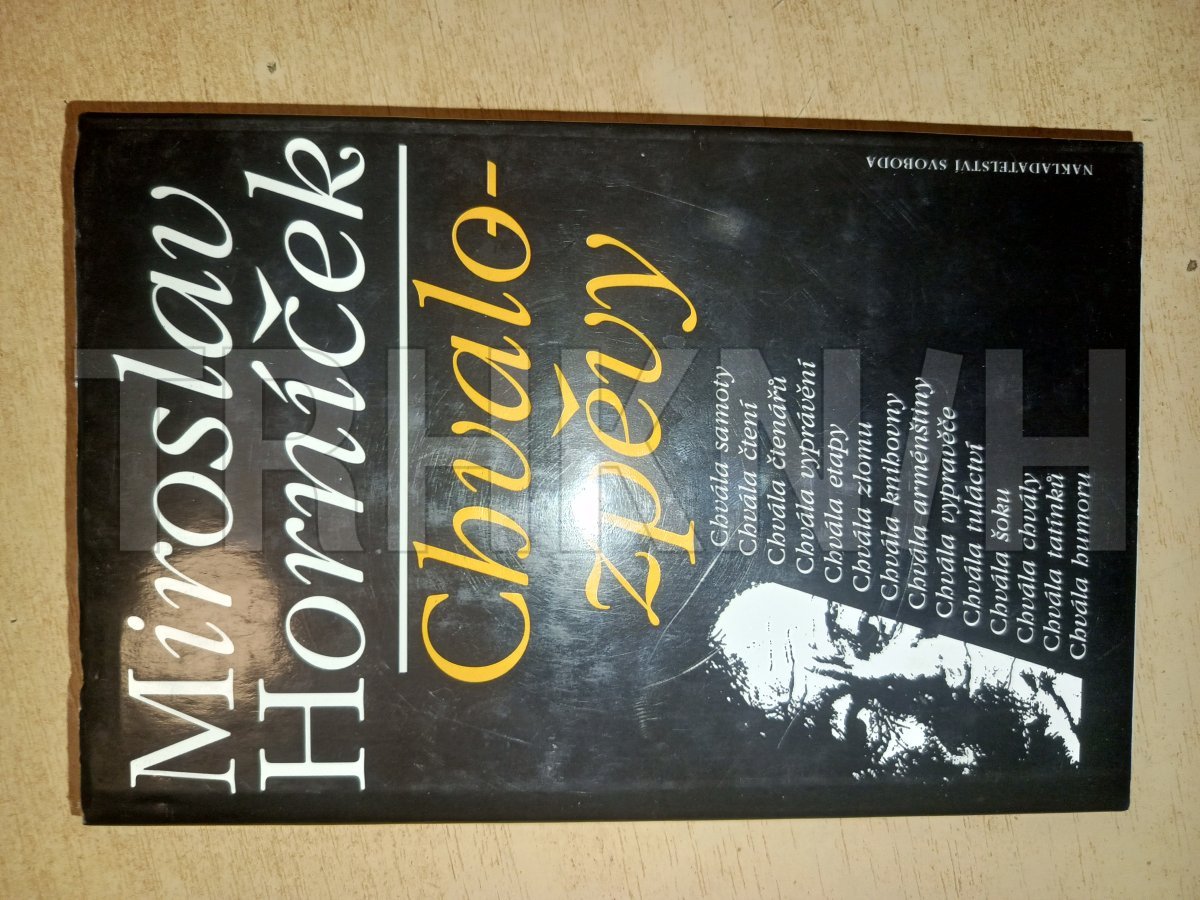 Miroslav
Horníček
Chvalo-
zpěvy
Chvála samoty
Chvála čtení
Chvála čtenářů
Chvála vyprávění
Chvála etapy
Chvála zlomu
Chvála knihovny
Chvála arménštiny
Chvála vypravěče
Chvála tuláctví
Chvála šoku
Chvála chvály
Chvála tatínků
Chvála humoru
NAKLADATELSTVÍ SVOBODA
TRHKNIH